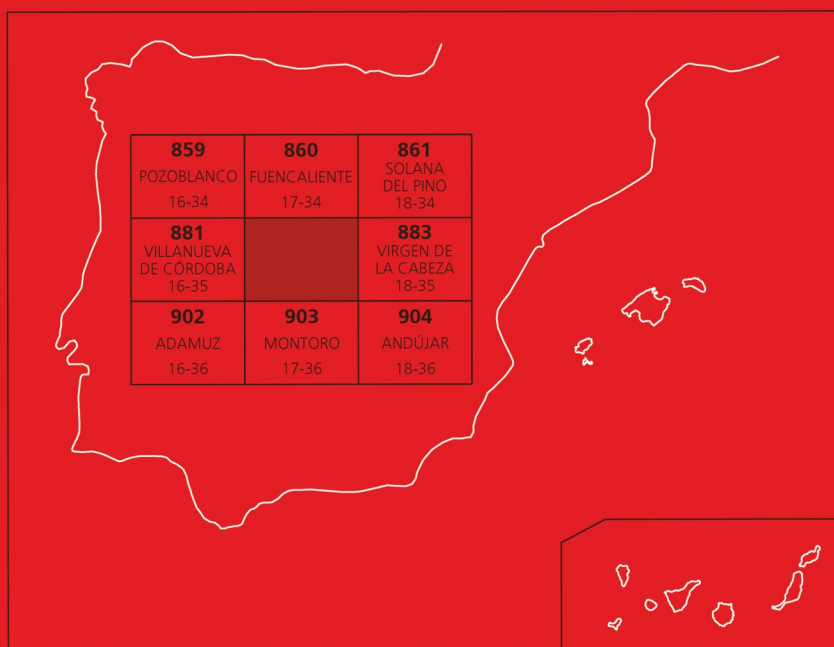 859
POZOBLANCO
16-34
860
FUENCALIENTE
17-34
861
SOLANA
DEL PINO
18-34
881
VILLANUEVA
DE CÓRDOBA
16-35
883
VIRGEN DE
LA CABEZA
18-35
902
ADAMUZ
16-36
903
MONTORO
17-36
904
ANDÚJAR
18-36